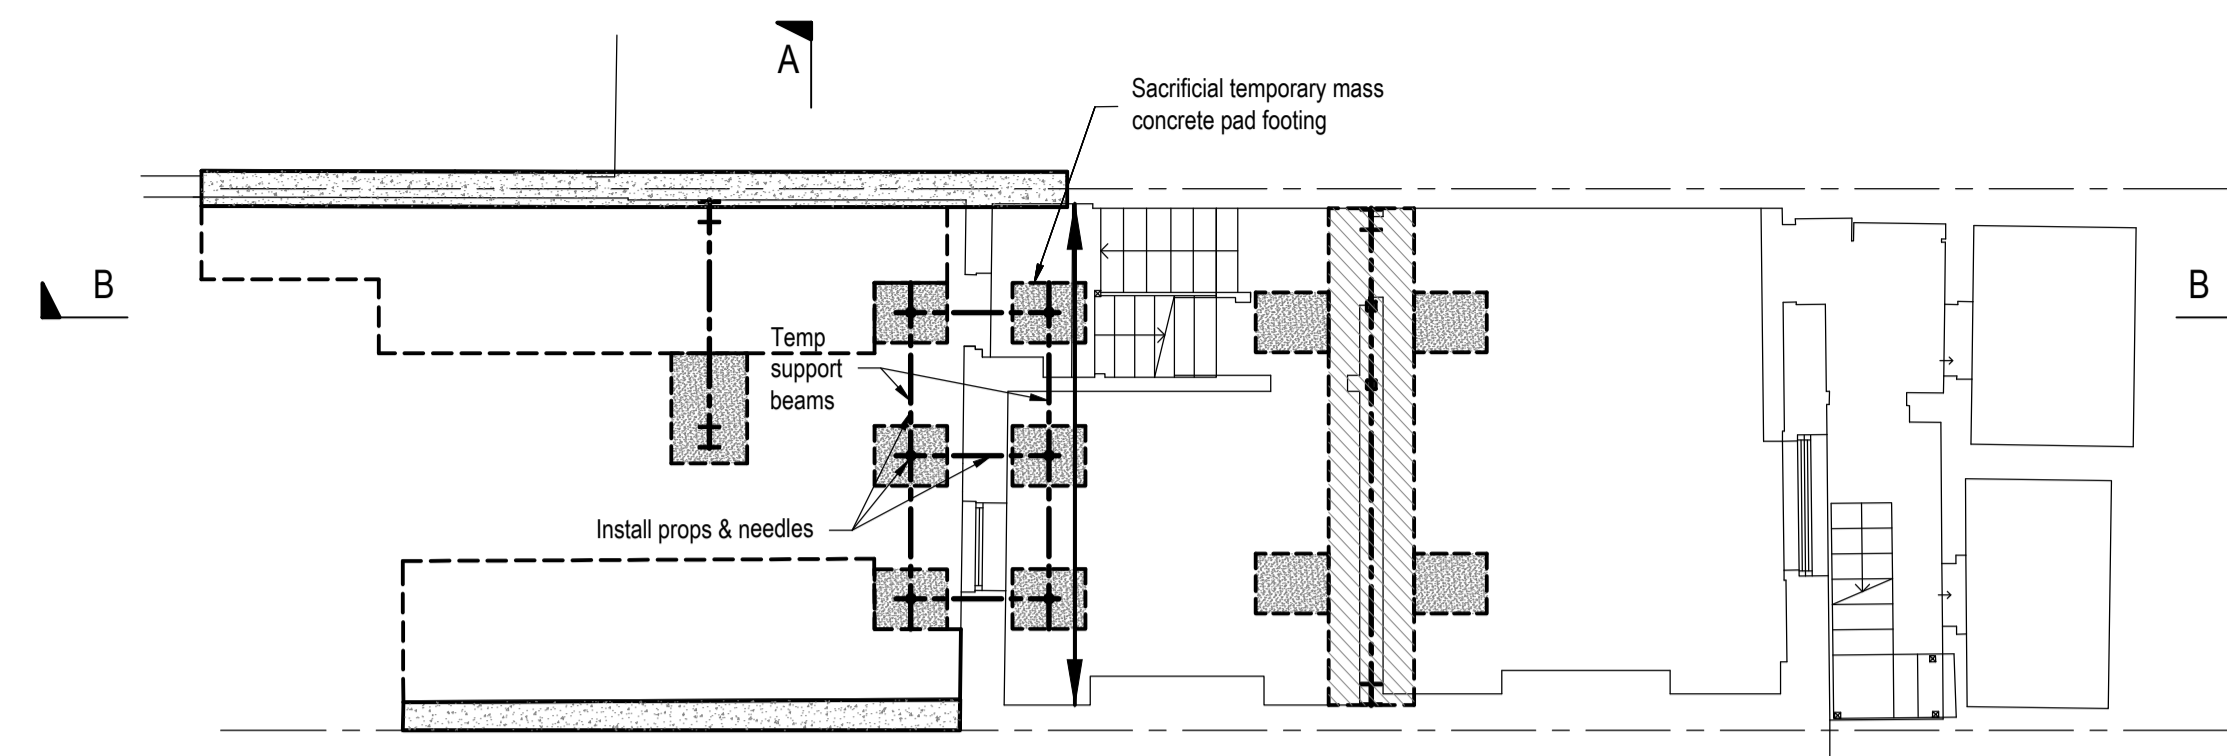 A
Sacrificial temporary mass
concrete pad footing
B
B
Temp
support
beams
Install props & needles